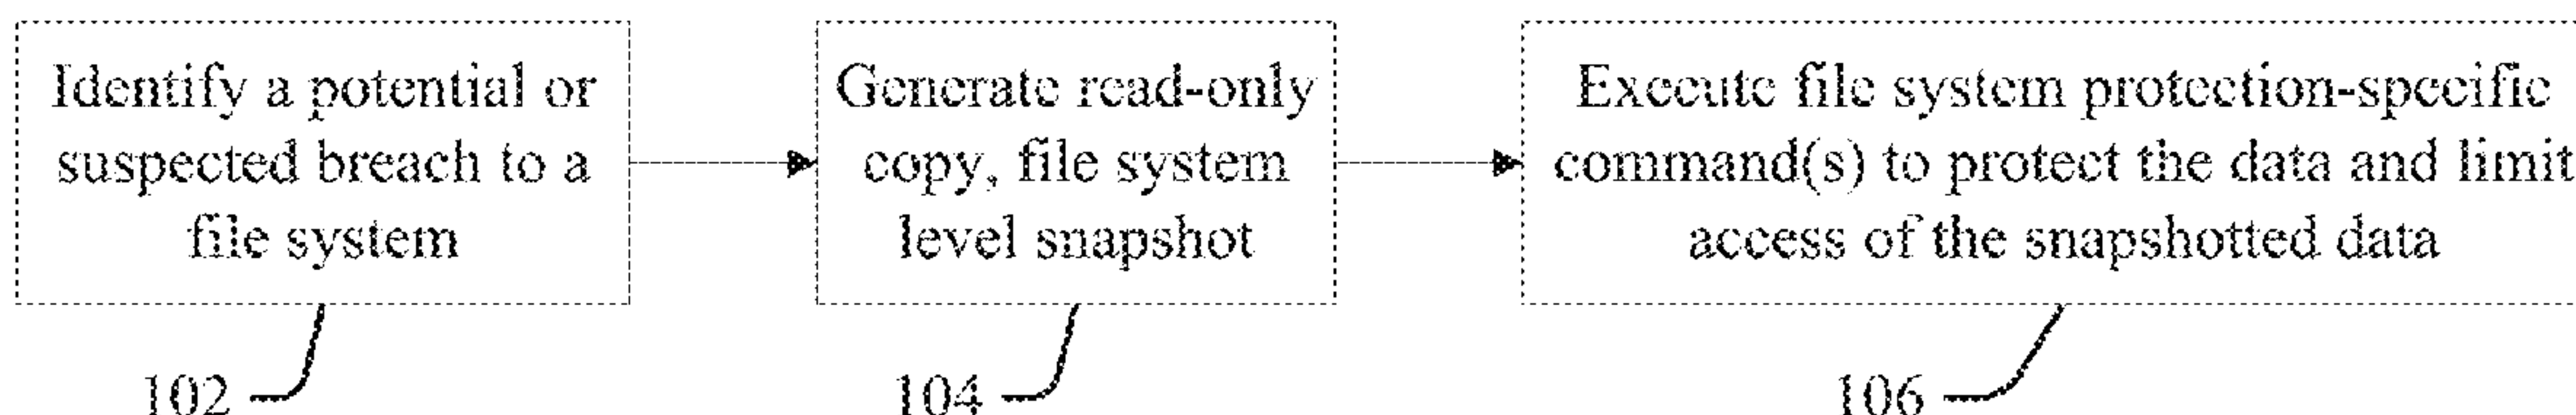 Identify a potential or
suspected breach to a
file system
Generate read-only
copy, file system
level snapshot
Execute file system protection-specific
command(s) to protect the data and limit
access of the snapshotted data
102
104
106